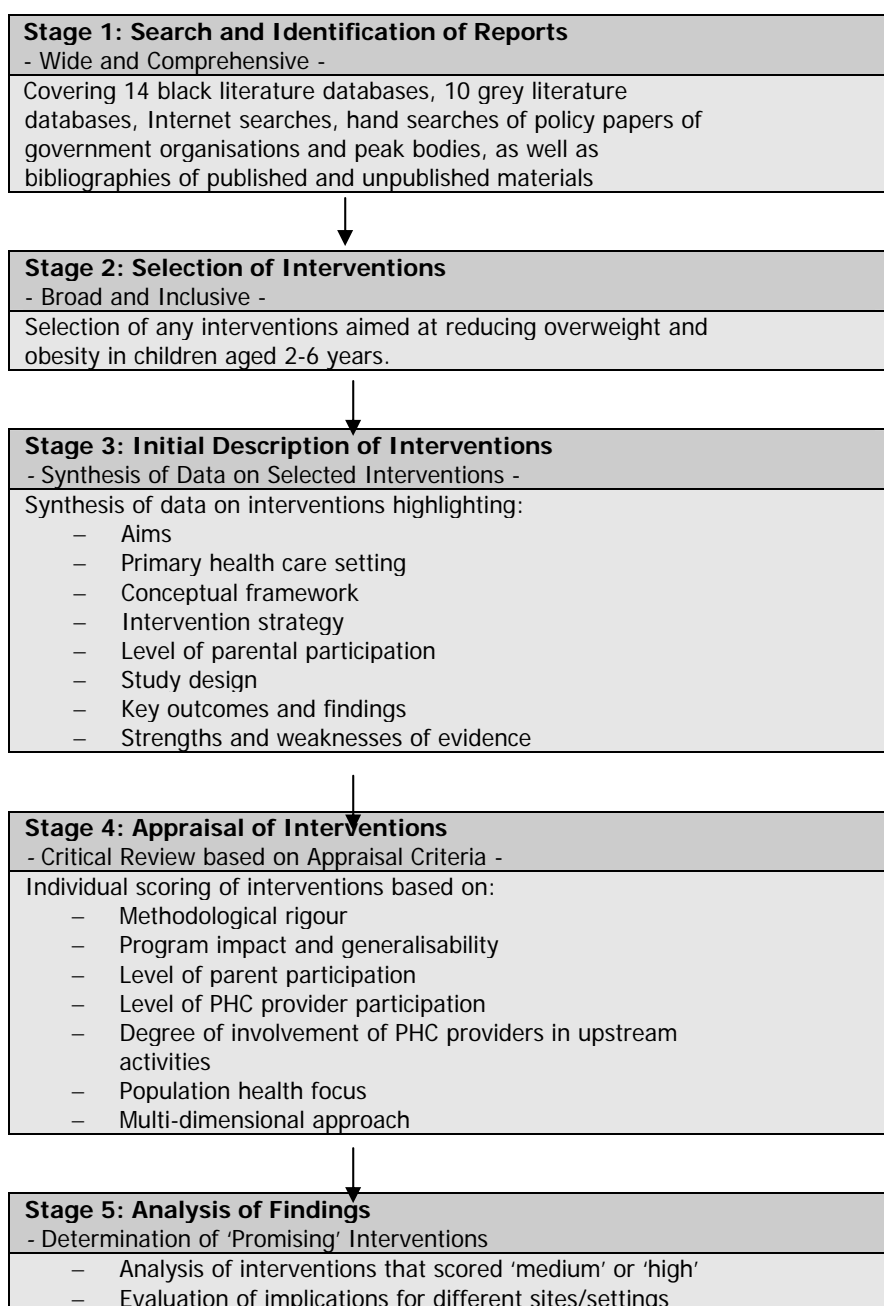 Stage 1: Search and Identification of Reports
- Wide and Comprehensive -
Covering 14 black literature databases, 10 grey literature
databases, Internet searches, hand searches of policy papers of
government organisations and peak bodies, as well as
bibliographies of published and unpublished materials
Stage 2: Selection of Interventions
- Broad and Inclusive -
Selection of any interventions aimed at reducing overweight and
obesity in children aged 2-6 years.
Stage 3: Initial Description of Interventions
- Synthesis of Data on Selected Interventions -
Synthesis of data on interventions highlighting:
– Aims
– Primary health care setting
– Conceptual framework
– Intervention strategy
– Level of parental participation
– Study design
– Key outcomes and findings
– Strengths and weaknesses of evidence
Stage 4: Appraisal of Interventions
- Critical Review based on Appraisal Criteria -
Individual scoring of interventions based on:
– Methodological rigour
– Program impact and generalisability
– Level of parent participation
– Level of PHC provider participation
– Degree of involvement of PHC providers in upstream
activities
– Population health focus
– Multi-dimensional approach
Stage 5: Analysis of Findings
- Determination of ‘Promising’ Interventions
– Analysis of interventions that scored ‘medium’ or ‘high’
– Evaluation of implications for different sites/settings